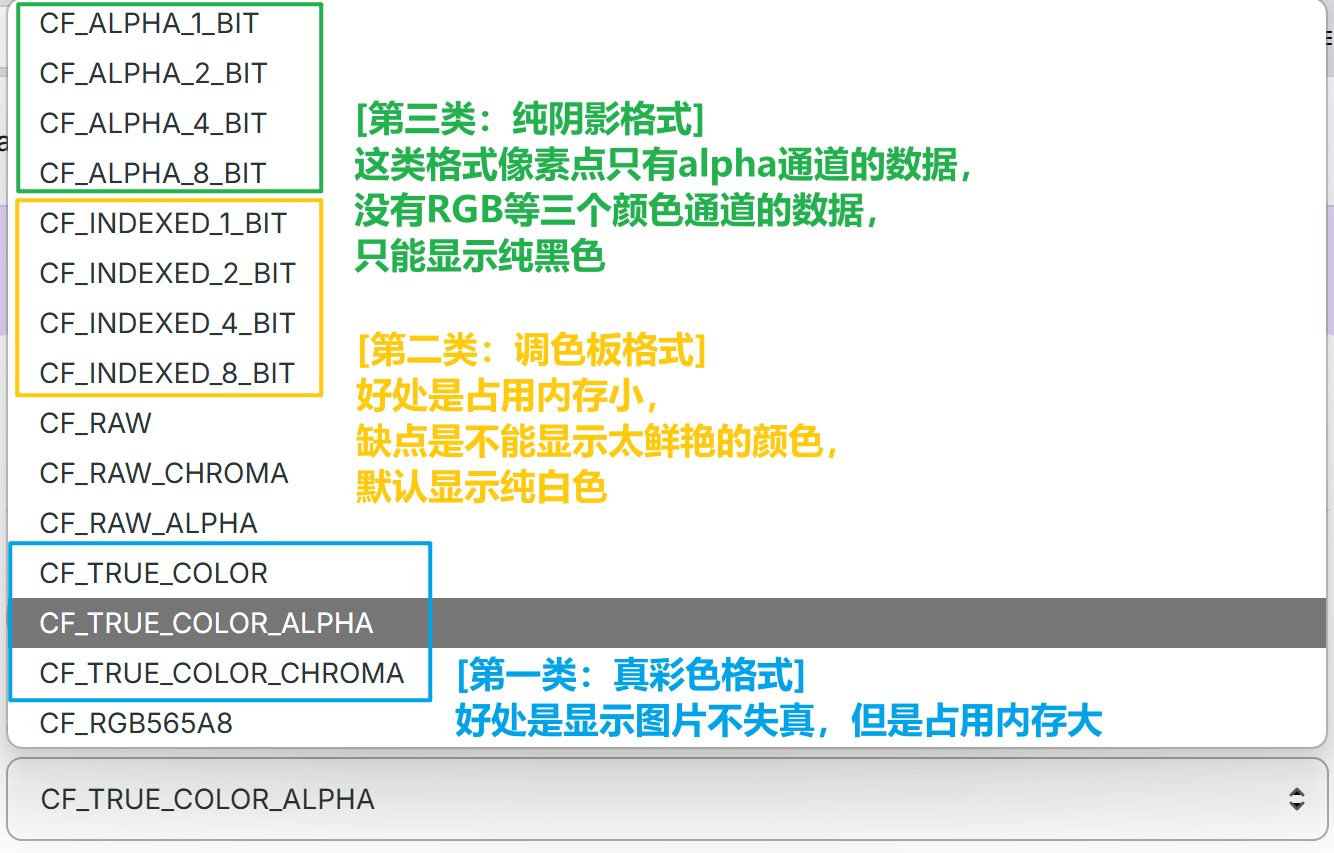 CF_ALPHA_1_BIT
CF_ALPHA_2_BIT
CF_ALPHA_4_BIT
CF_ALPHA_8_BIT
[第三类：纯阴影格式]
这类格式像素点只有alpha通道的数据，
没有RGB等三个颜色通道的数据，
只能显示纯黑色
CF_INDEXED_1_BIT
CF_INDEXED_2_BIT
CF_INDEXED_4_BIT
CF_INDEXED_8_BIT
[第二类：调色板格式]
好处是占用内存小，
缺点是不能显示太鲜艳的颜色，
默认显示纯白色
CF_RAW
CF_RAW_CHROMA
CF_RAW_ALPHA
CF_TRUE_COLOR
CF_TRUE_COLOR_ALPHA
CF_TRUE_COLOR_CHROMA
[第一类：真彩色格式]
好处是显示图片不失真，但是占用内存大
CF_RGB565A8
CF_TRUE_COLOR_ALPHA